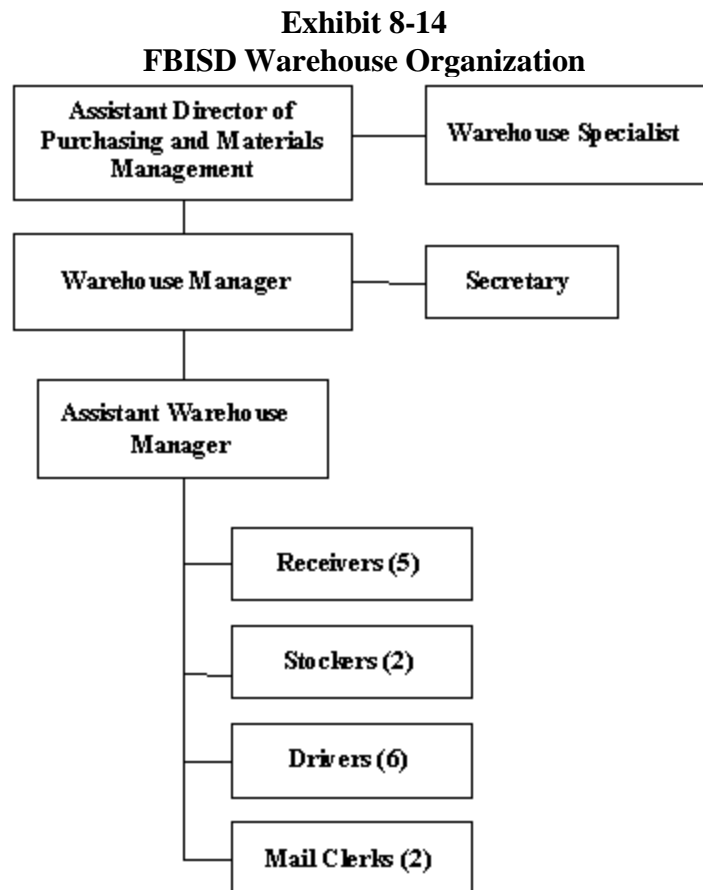 Exhibit 8-14
FBISD Warehouse Organization
Assistant Director of
Purchasing and Materials
Management
Warehouse Specialist
Warehouse Manager
Secretary
Assistant Warehouse
Manager
Receivers (5)
Stockers (2)
Drivers (6)
Mail Clerks (2)